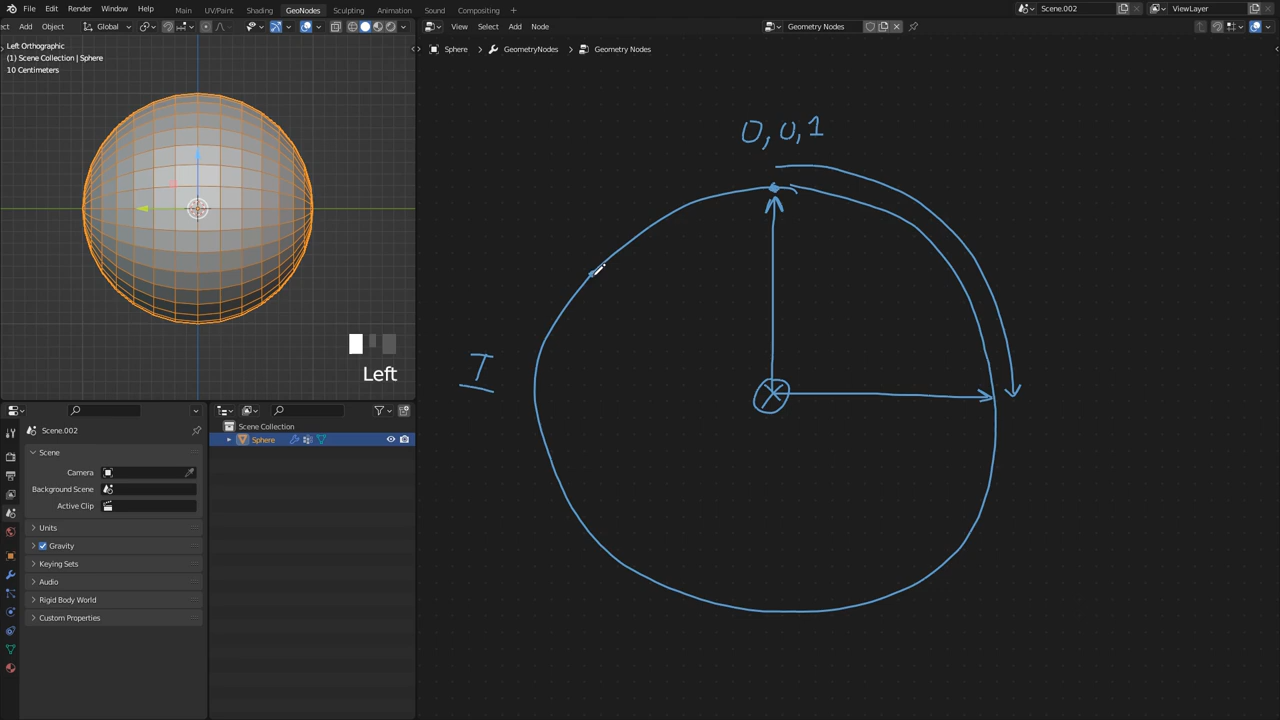 File Edit Render Window Help Main UV/Paint Shading GeoNodes Sculpting Animation Sound Compositing + Scene.002 ViewLayer
Add Object Global View Select Add Node Geometry Nodes
Sphere GeometryNodes Geometry Nodes
Left Orthographic
(1) Scene Collection | Sphere
10 Centimeters
0,0,1
I
Left
Scene.002
Scene Collection
Sphere
Scene
Camera
Background Scene
Active Clip
Units
Gravity
Keying Sets
Audio
Rigid Body World
Custom Properties